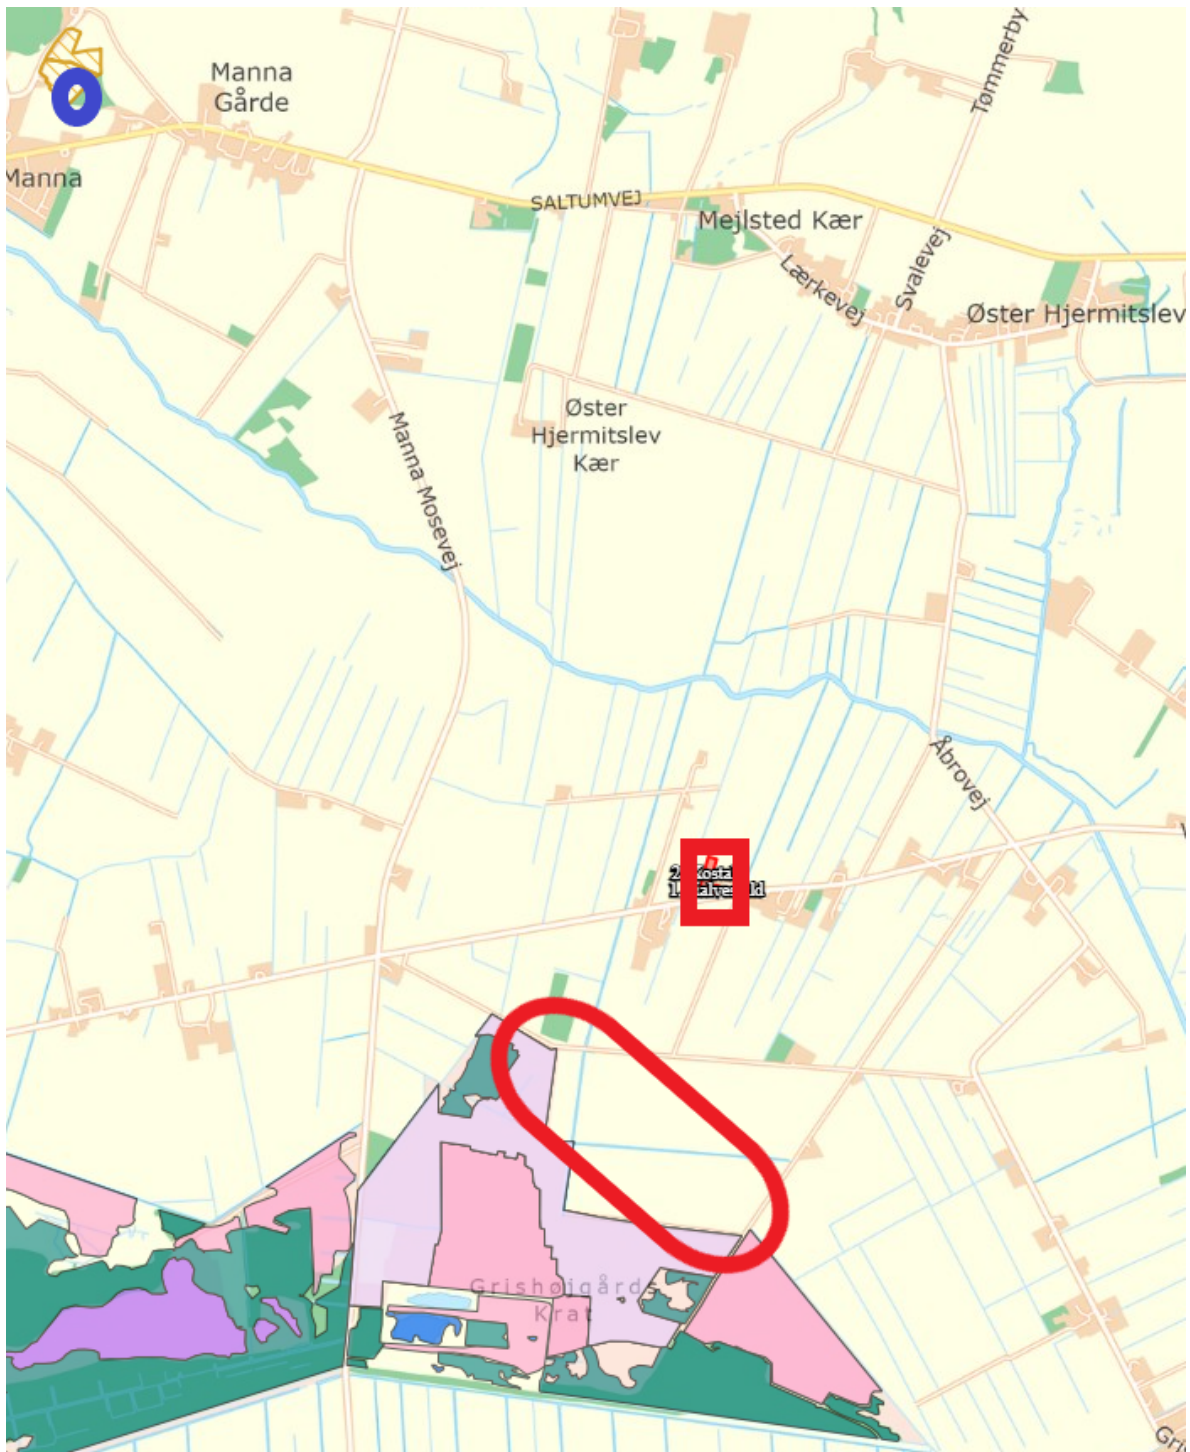 Tømmerby
Manna
Gårde
Manna
SALTUMVEJ
Mejlsted Kær
Lærkevej
Svalevej
Øster Hjermitslev
Øster
Hjermitslev
Kær
Manna Mosevej
Åbrovej
Grishøjgårds
Krat